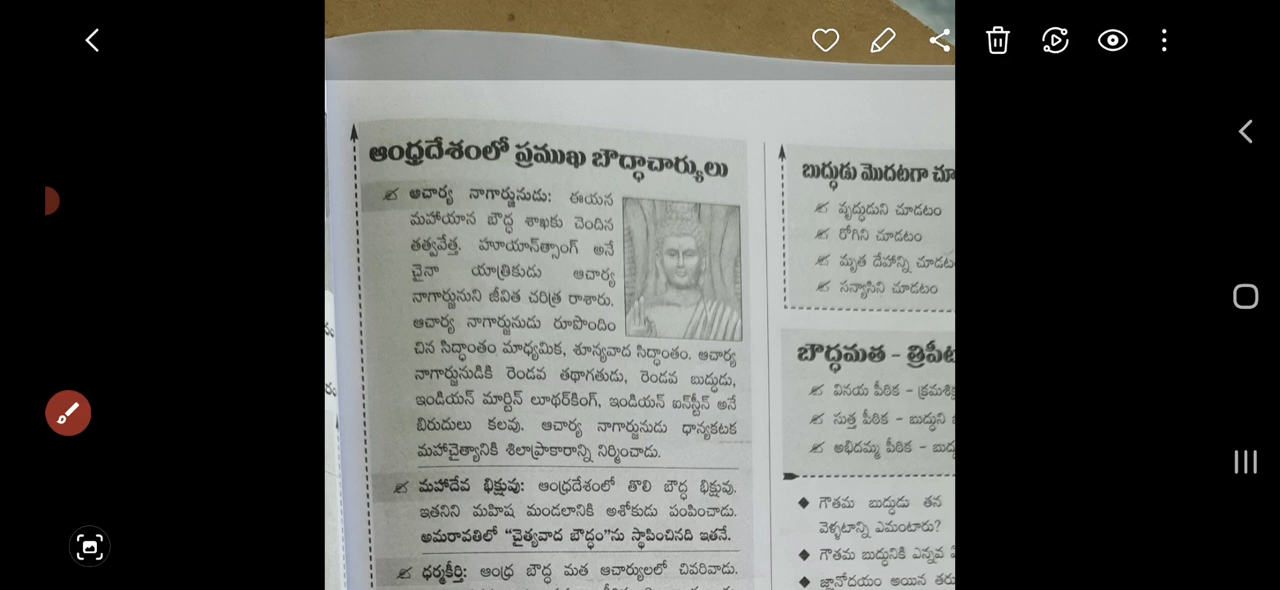 ఆంధ్రదేశంలో ప్రముఖ బౌద్ధాచార్యులు
ఆచార్య నాగార్జునుడు: ఈయన
మహాయాన బౌద్ధ శాఖకు చెందిన
తత్వవేత్త. హూయాన్‌త్సాంగ్ అనే
చైనా యాత్రికుడు ఆచార్య
నాగార్జునుని జీవిత చరిత్ర రాశారు.
ఆచార్య నాగార్జునుడు రూపొందిం
చిన సిద్ధాంతం మాధ్యమిక, శూన్యవాద సిద్ధాంతం. ఆచార్య
నాగార్జునుడికి రెండవ తథాగతుడు, రెండవ బుద్ధుడు,
ఇండియన్ మార్టిన్ లూథర్‌కింగ్, ఇండియన్ ఐన్‌స్టీన్ అనే
బిరుదులు కలవు. ఆచార్య నాగార్జునుడు ధాన్యకటక
మహాచైత్యానికి శిలాప్రాకారాన్ని నిర్మించాడు.
మహాదేవ భిక్షువు: ఆంధ్రదేశంలో తొలి బౌద్ధ భిక్షువు.
ఇతనిని మహిష మండలానికి అశోకుడు పంపించాడు.
అమరావతిలో "చైత్యవాద బౌద్ధం"ను స్థాపించినది ఇతనే.
ధర్మకీర్తి: ఆంధ్ర బౌద్ధ మత ఆచార్యులలో చివరివాడు.
బుద్ధుడు మొదటగా చూ
వృద్ధుడుని చూడటం
రోగిని చూడటం
మృత దేహాన్ని చూడట
సన్యాసిని చూడటం
బౌద్ధమత - త్రిపీట
వినయ పీఠిక - క్రమశి
సుత్త పీఠిక - బుద్ధుని
అభిదమ్మ పీఠిక - బుద్ధ
గౌతమ బుద్ధుడు తన
వెళ్ళటాన్ని ఎమంటారు?
గౌతమ బుద్ధునికి ఎన్నవ
జ్ఞానోదయం అయిన తరు